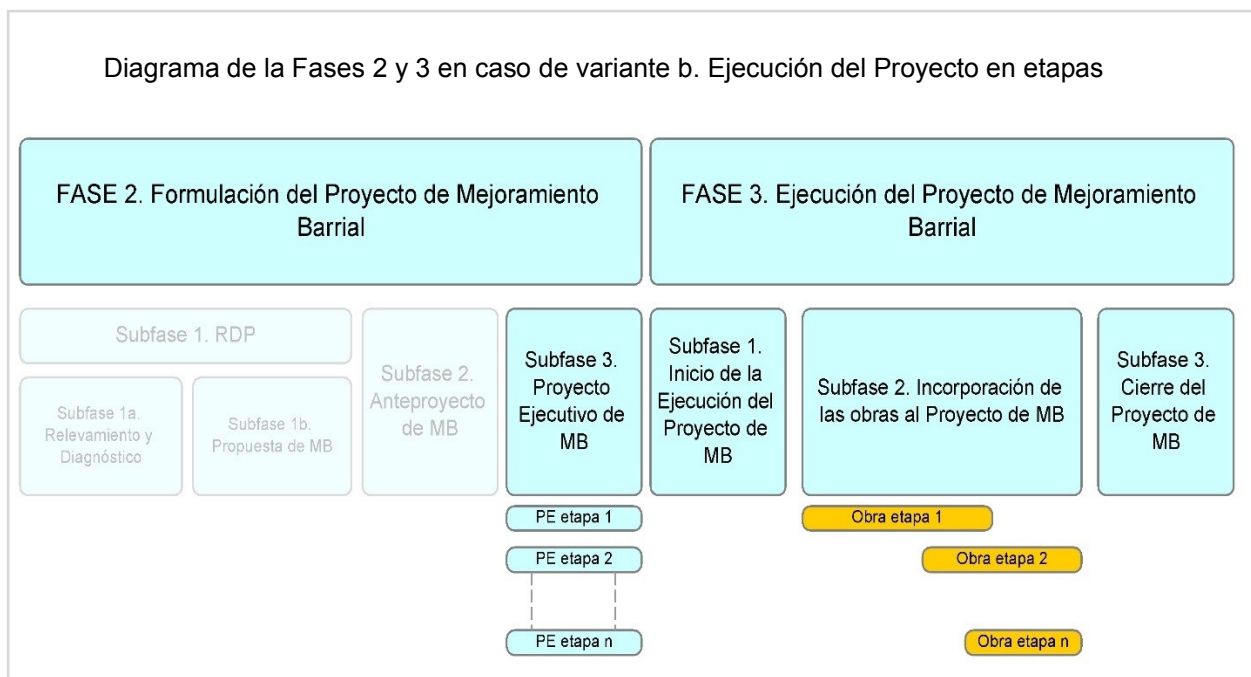 Diagrama de la Fases 2 y 3 en caso de variante b. Ejecución del Proyecto en etapas
FASE 2. Formulación del Proyecto de Mejoramiento
Barrial
FASE 3. Ejecución del Proyecto de Mejoramiento
Barrial
Subfase 1. RDP
Subfase 1a.
Relevamiento y
Diagnóstico
Subfase 1b.
Propuesta de MB
Subfase 2.
Anteproyecto
de MB
Subfase 3.
Proyecto
Ejecutivo de
MB
Subfase 1.
Inicio de la
Ejecución del
Proyecto de
MB
Subfase 2. Incorporación de
las obras al Proyecto de MB
Subfase 3.
Cierre del
Proyecto de
MB
PE etapa 1
Obra etapa 1
PE etapa 2
Obra etapa 2
PE etapa n
Obra etapa n